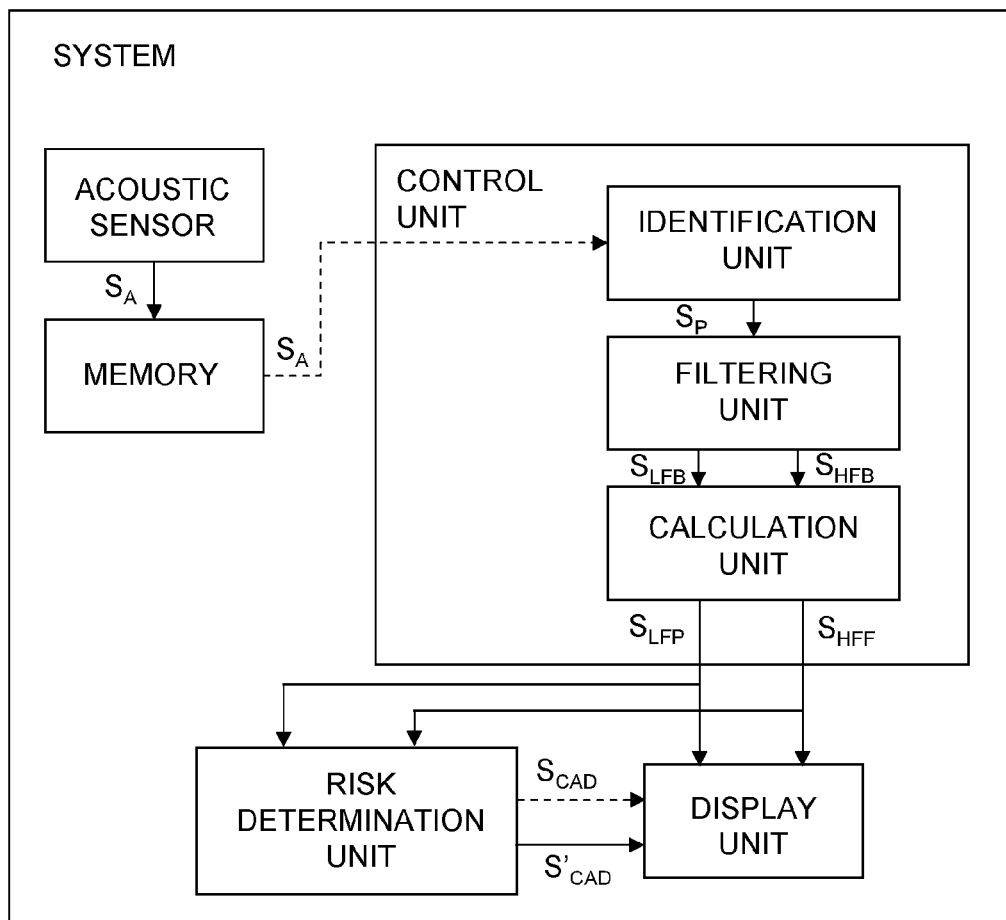 SYSTEM
ACOUSTIC
SENSOR
S_A
MEMORY
S_A
CONTROL
UNIT
IDENTIFICATION
UNIT
S_P
FILTERING
UNIT
S_LFB
S_HFB
CALCULATION
UNIT
S_LFP
S_HFF
RISK
DETERMINATION
UNIT
S_CAD
S'_CAD
DISPLAY
UNIT